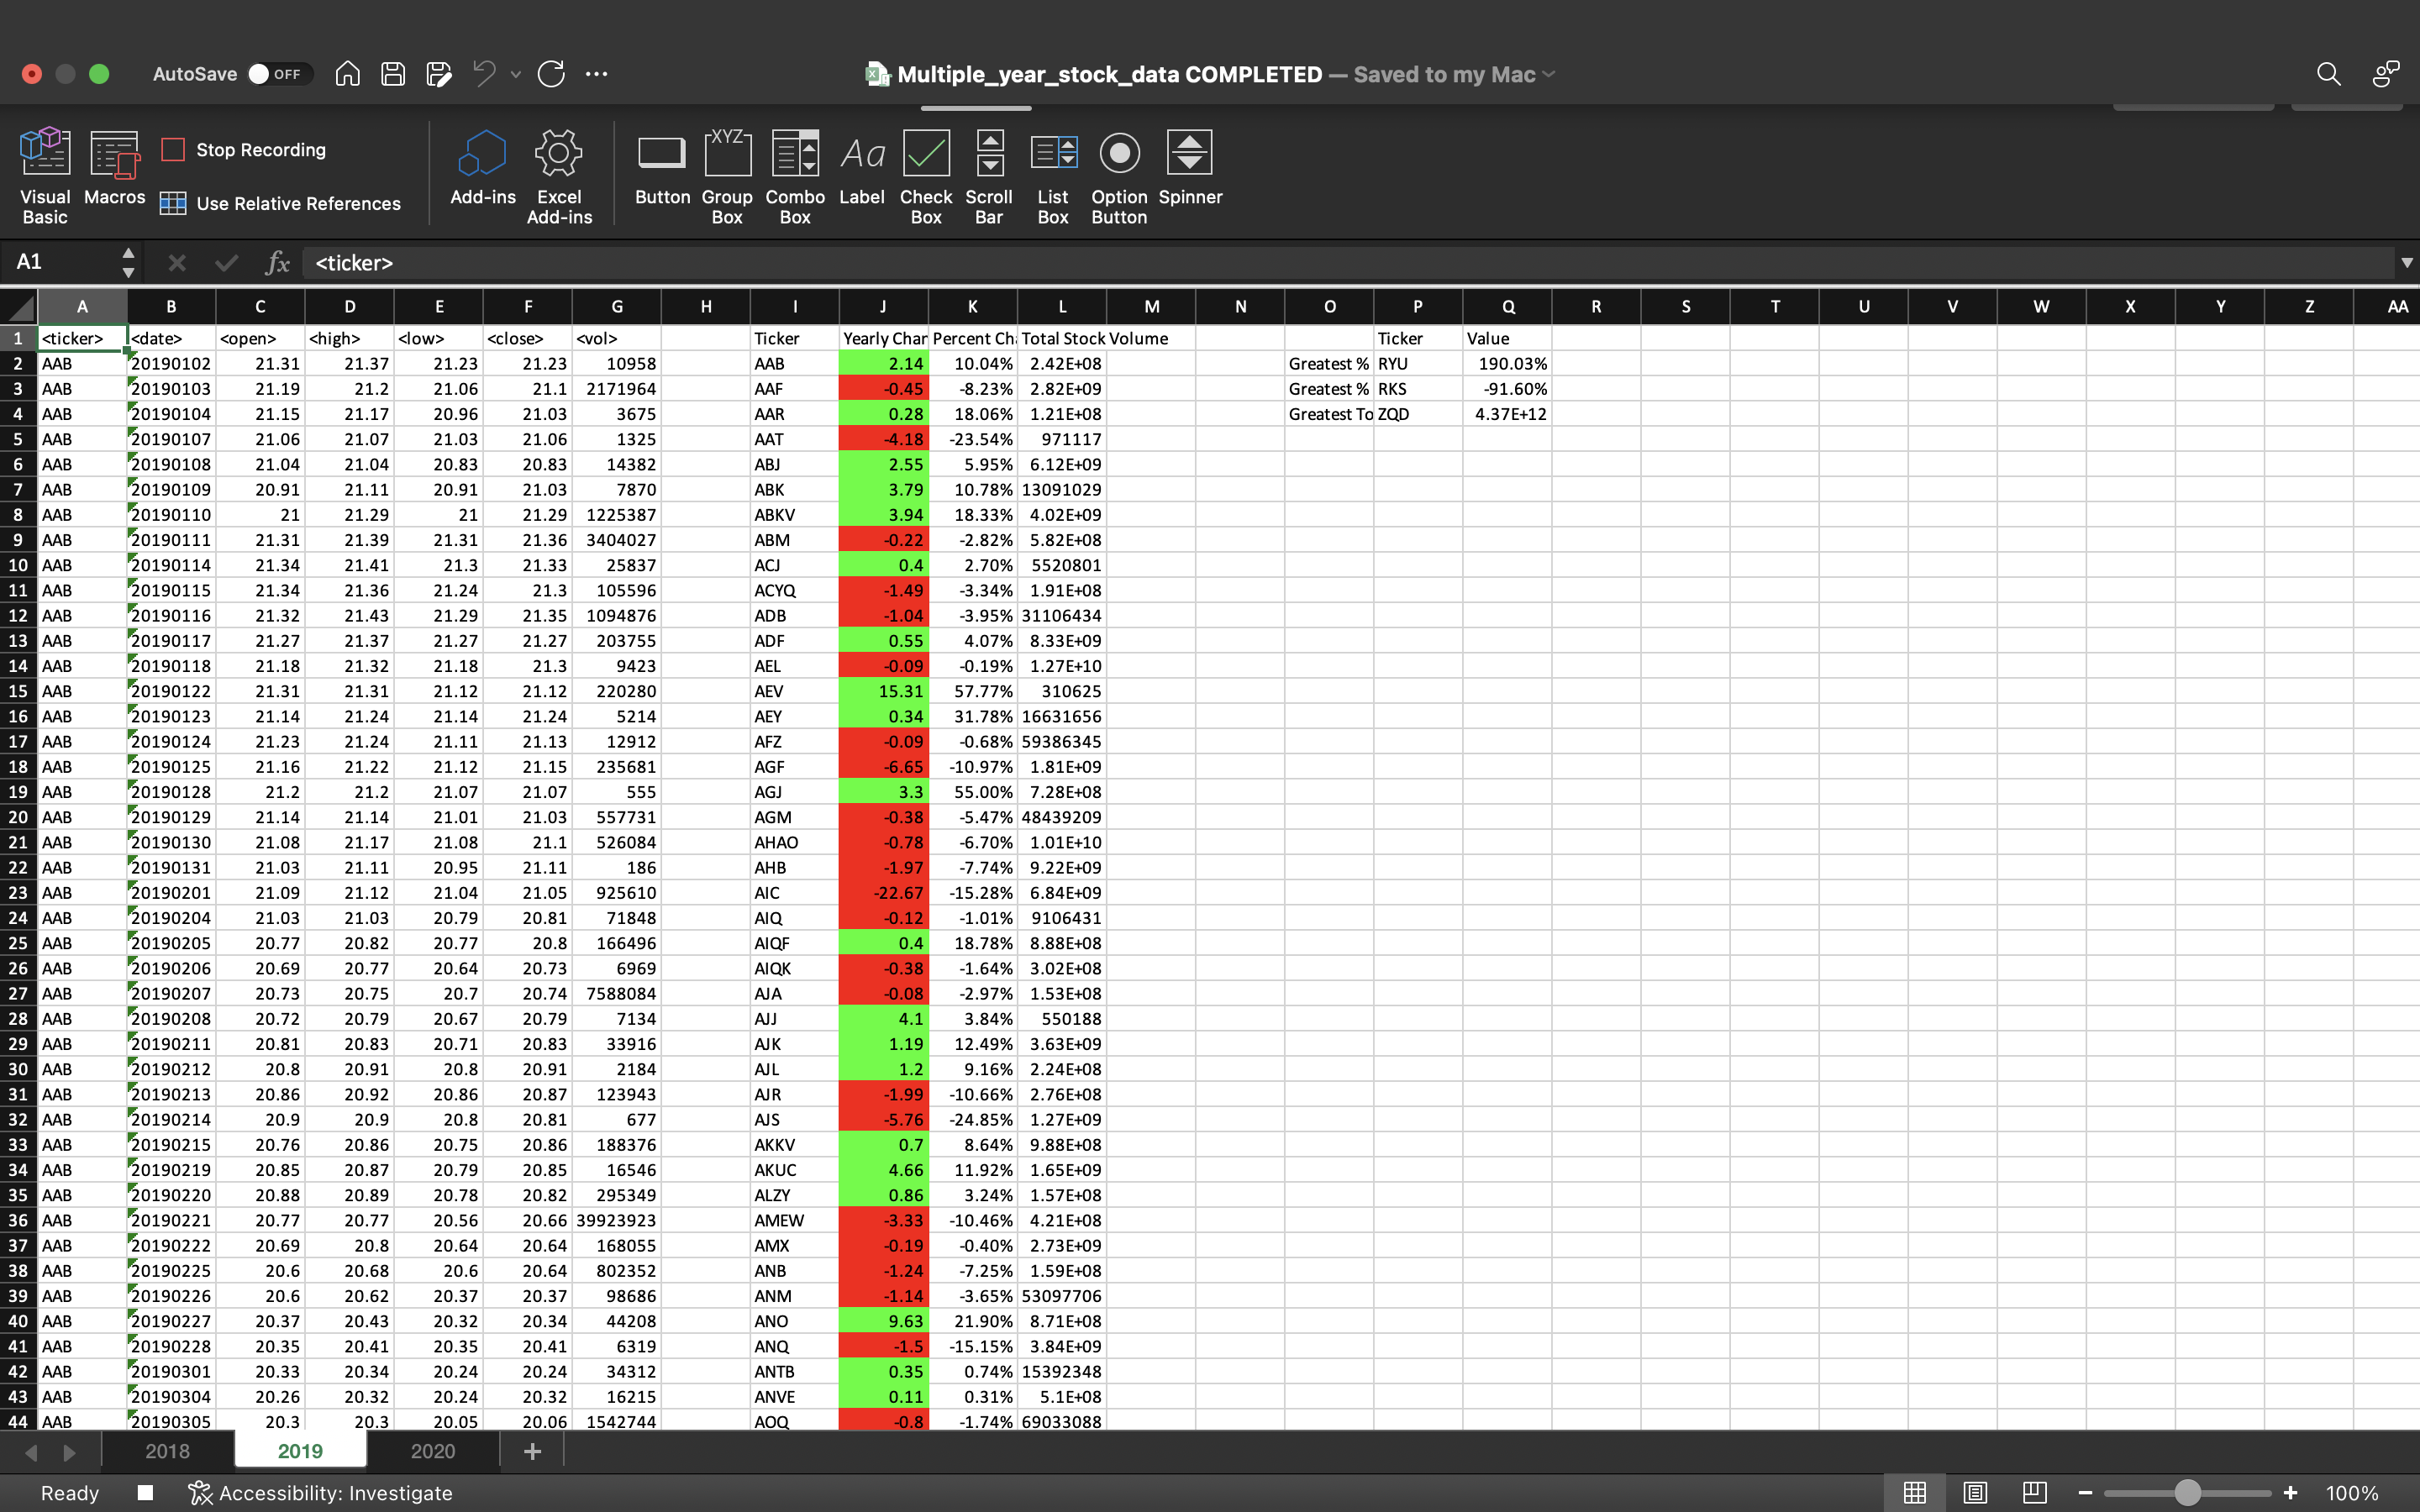 AutoSave OFF Multiple_year_stock_data COMPLETED — Saved to my Mac
Visual Basic Macros Stop Recording Use Relative References Add-ins Excel Add-ins Button Group Box Combo Box Label Check Box Scroll Bar List Box Option Button Spinner
A1 fx <ticker>
A B C D E F G H I J K L M N O P Q R S T U V W X Y Z AA
1 <ticker> <date> <open> <high> <low> <close> <vol> Ticker Yearly Char Percent Ch Total Stock Volume Ticker Value
2 AAB 20190102 21.31 21.37 21.23 21.23 10958 AAB 2.14 10.04% 2.42E+08 Greatest % RYU 190.03%
3 AAB 20190103 21.19 21.2 21.06 21.1 2171964 AAF -0.45 -8.23% 2.82E+09 Greatest % RKS -91.60%
4 AAB 20190104 21.15 21.17 20.96 21.03 3675 AAR 0.28 18.06% 1.21E+08 Greatest To ZQD 4.37E+12
5 AAB 20190107 21.06 21.07 21.03 21.06 1325 AAT -4.18 -23.54% 971117
6 AAB 20190108 21.04 21.04 20.83 20.83 14382 ABJ 2.55 5.95% 6.12E+09
7 AAB 20190109 20.91 21.11 20.91 21.03 7870 ABK 3.79 10.78% 13091029
8 AAB 20190110 21 21.29 21 21.29 1225387 ABKV 3.94 18.33% 4.02E+09
9 AAB 20190111 21.31 21.39 21.31 21.36 3404027 ABM -0.22 -2.82% 5.82E+08
10 AAB 20190114 21.34 21.41 21.3 21.33 25837 ACJ 0.4 2.70% 5520801
11 AAB 20190115 21.34 21.36 21.24 21.3 105596 ACYQ -1.49 -3.34% 1.91E+08
12 AAB 20190116 21.32 21.43 21.29 21.35 1094876 ADB -1.04 -3.95% 31106434
13 AAB 20190117 21.27 21.37 21.27 21.27 203755 ADF 0.55 4.07% 8.33E+09
14 AAB 20190118 21.18 21.32 21.18 21.3 9423 AEL -0.09 -0.19% 1.27E+10
15 AAB 20190122 21.31 21.31 21.12 21.12 220280 AEV 15.31 57.77% 310625
16 AAB 20190123 21.14 21.24 21.14 21.24 5214 AEY 0.34 31.78% 16631656
17 AAB 20190124 21.23 21.24 21.11 21.13 12912 AFZ -0.09 -0.68% 59386345
18 AAB 20190125 21.16 21.22 21.12 21.15 235681 AGF -6.65 -10.97% 1.81E+09
19 AAB 20190128 21.2 21.2 21.07 21.07 555 AGJ 3.3 55.00% 7.28E+08
20 AAB 20190129 21.14 21.14 21.01 21.03 557731 AGM -0.38 -5.47% 48439209
21 AAB 20190130 21.08 21.17 21.08 21.1 526084 AHAO -0.78 -6.70% 1.01E+10
22 AAB 20190131 21.03 21.11 20.95 21.11 186 AHB -1.97 -7.74% 9.22E+09
23 AAB 20190201 21.09 21.12 21.04 21.05 925610 AIC -22.67 -15.28% 6.84E+09
24 AAB 20190204 21.03 21.03 20.79 20.81 71848 AIQ -0.12 -1.01% 9106431
25 AAB 20190205 20.77 20.82 20.77 20.8 166496 AIQF 0.4 18.78% 8.88E+08
26 AAB 20190206 20.69 20.77 20.64 20.73 6969 AIQK -0.38 -1.64% 3.02E+08
27 AAB 20190207 20.73 20.75 20.7 20.74 7588084 AJA -0.08 -2.97% 1.53E+08
28 AAB 20190208 20.72 20.79 20.67 20.79 7134 AJJ 4.1 3.84% 550188
29 AAB 20190211 20.81 20.83 20.71 20.83 33916 AJK 1.19 12.49% 3.63E+09
30 AAB 20190212 20.8 20.91 20.8 20.91 2184 AJL 1.2 9.16% 2.24E+08
31 AAB 20190213 20.86 20.92 20.86 20.87 123943 AJR -1.99 -10.66% 2.76E+08
32 AAB 20190214 20.9 20.9 20.8 20.81 677 AJS -5.76 -24.85% 1.27E+09
33 AAB 20190215 20.76 20.86 20.75 20.86 188376 AKKV 0.7 8.64% 9.88E+08
34 AAB 20190219 20.85 20.87 20.79 20.85 16546 AKUC 4.66 11.92% 1.65E+09
35 AAB 20190220 20.88 20.89 20.78 20.82 295349 ALZY 0.86 3.24% 1.57E+08
36 AAB 20190221 20.77 20.77 20.56 20.66 39923923 AMEW -3.33 -10.46% 4.21E+08
37 AAB 20190222 20.69 20.8 20.64 20.64 168055 AMX -0.19 -0.40% 2.73E+09
38 AAB 20190225 20.6 20.68 20.6 20.64 802352 ANB -1.24 -7.25% 1.59E+08
39 AAB 20190226 20.6 20.62 20.37 20.37 98686 ANM -1.14 -3.65% 53097706
40 AAB 20190227 20.37 20.43 20.32 20.34 44208 ANO 9.63 21.90% 8.71E+08
41 AAB 20190228 20.35 20.41 20.35 20.41 6319 ANQ -1.5 -15.15% 3.84E+09
42 AAB 20190301 20.33 20.34 20.24 20.24 34312 ANTB 0.35 0.74% 15392348
43 AAB 20190304 20.26 20.32 20.24 20.32 16215 ANVE 0.11 0.31% 5.1E+08
44 AAB 20190305 20.3 20.3 20.05 20.06 1542744 AOQ -0.8 -1.74% 69033088
2018 2019 2020 +
Ready Accessibility: Investigate 100%